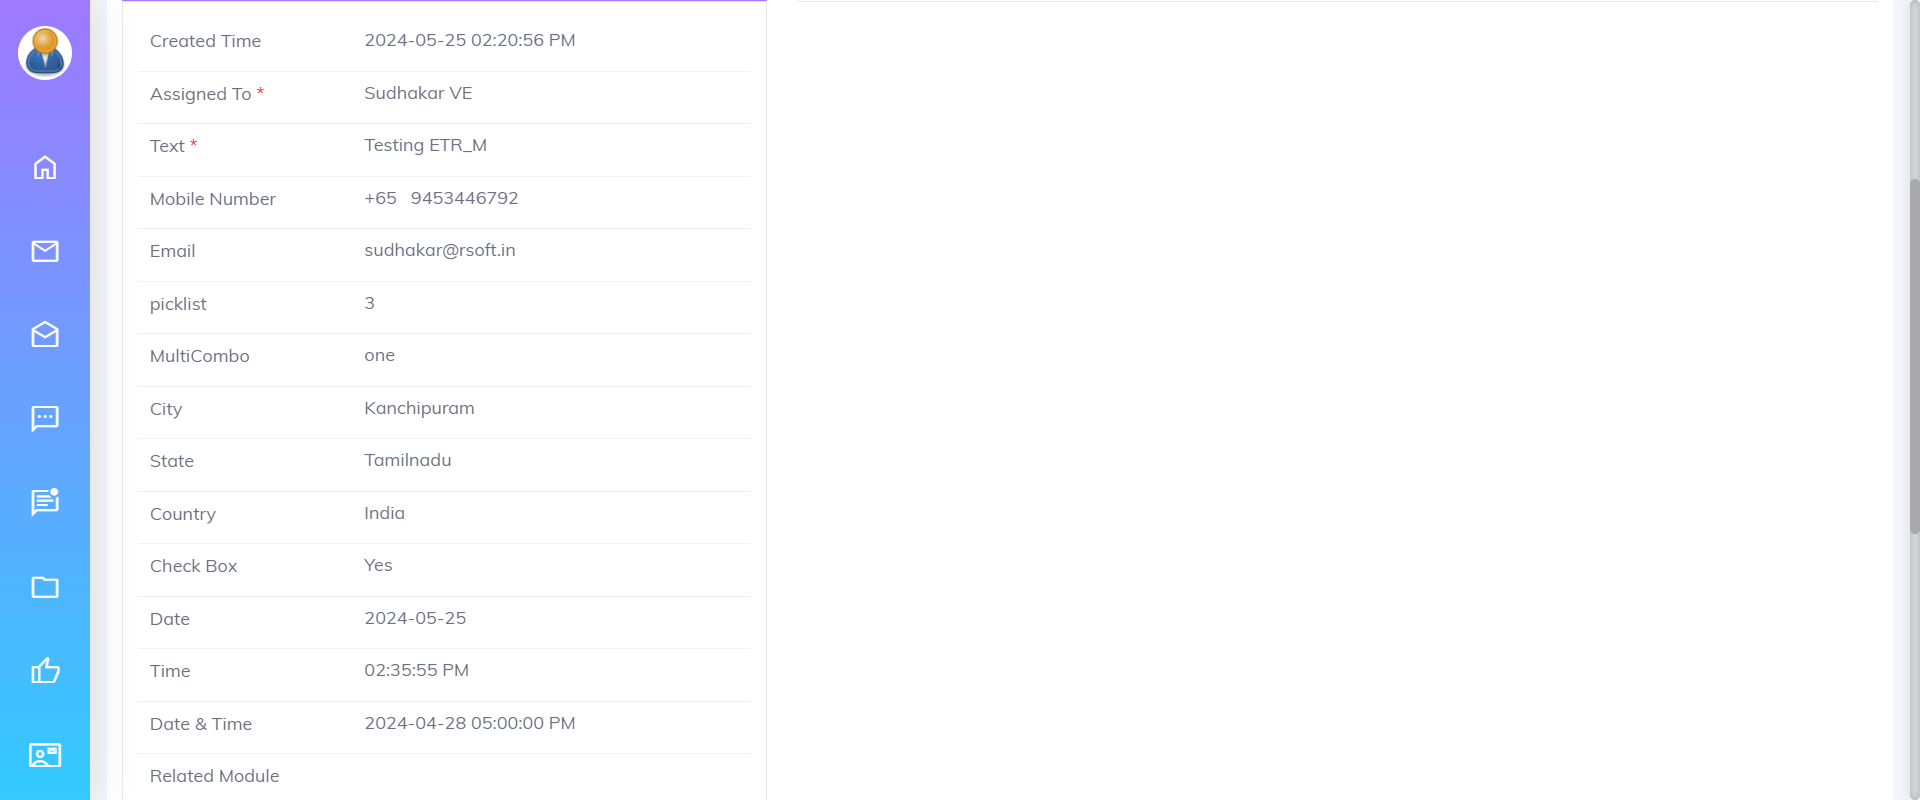 Created Time 2024-05-25 02:20:56 PM
Assigned To * Sudhakar VE
Text * Testing ETR_M
Mobile Number +65 9453446792
Email sudhakar@rsoft.in
picklist 3
MultiCombo one
City Kanchipuram
State Tamilnadu
Country India
Check Box Yes
Date 2024-05-25
Time 02:35:55 PM
Date & Time 2024-04-28 05:00:00 PM
Related Module